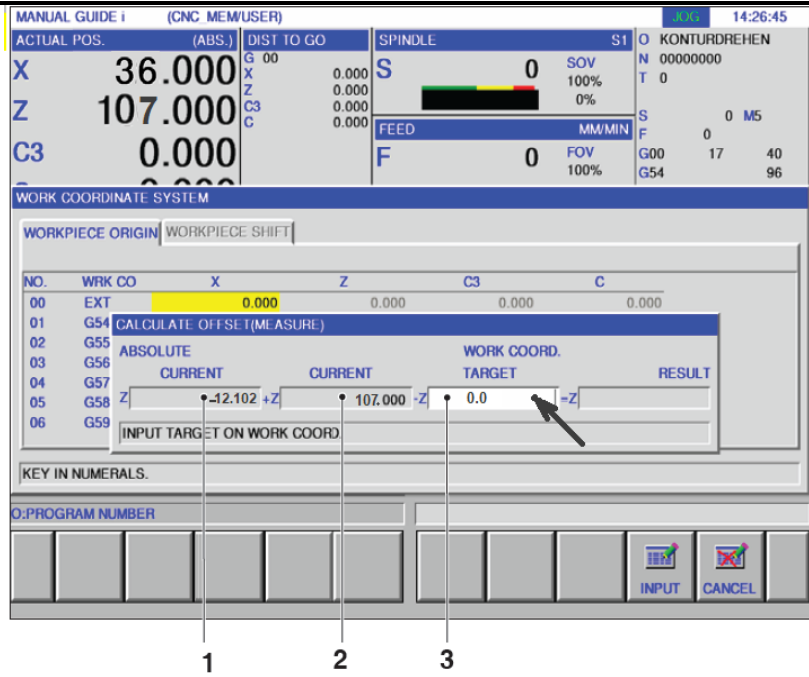 MANUAL GUIDE i (CNC_MEM/USER) JOG 14:26:45
ACTUAL POS. (ABS.) DIST TO GO SPINDLE S1 O KONTURDREHEN
X 36.000 G 00 S 0 SOV N 00000000
X 0.000 100% T 0
Z 107.000 Z 0.000 0%
C3 0.000 S 0 M5
C 0.000 FEED MM/MIN F 0
C3 0.000 F 0 FOV G00 17 40
100% G54 96
WORK COORDINATE SYSTEM
WORKPIECE ORIGIN WORKPIECE SHIFT
NO. WRK CO X Z C3 C
00 EXT 0.000 0.000 0.000 0.000
01 G54
02 G55
03 G56
04 G57
05 G58
06 G59
CALCULATE OFFSET(MEASURE)
ABSOLUTE WORK COORD.
CURRENT CURRENT TARGET RESULT
Z -12.102 +Z 107.000 -Z 0.0 =Z
INPUT TARGET ON WORK COORD.
KEY IN NUMERALS.
O:PROGRAM NUMBER
INPUT CANCEL
1 2 3